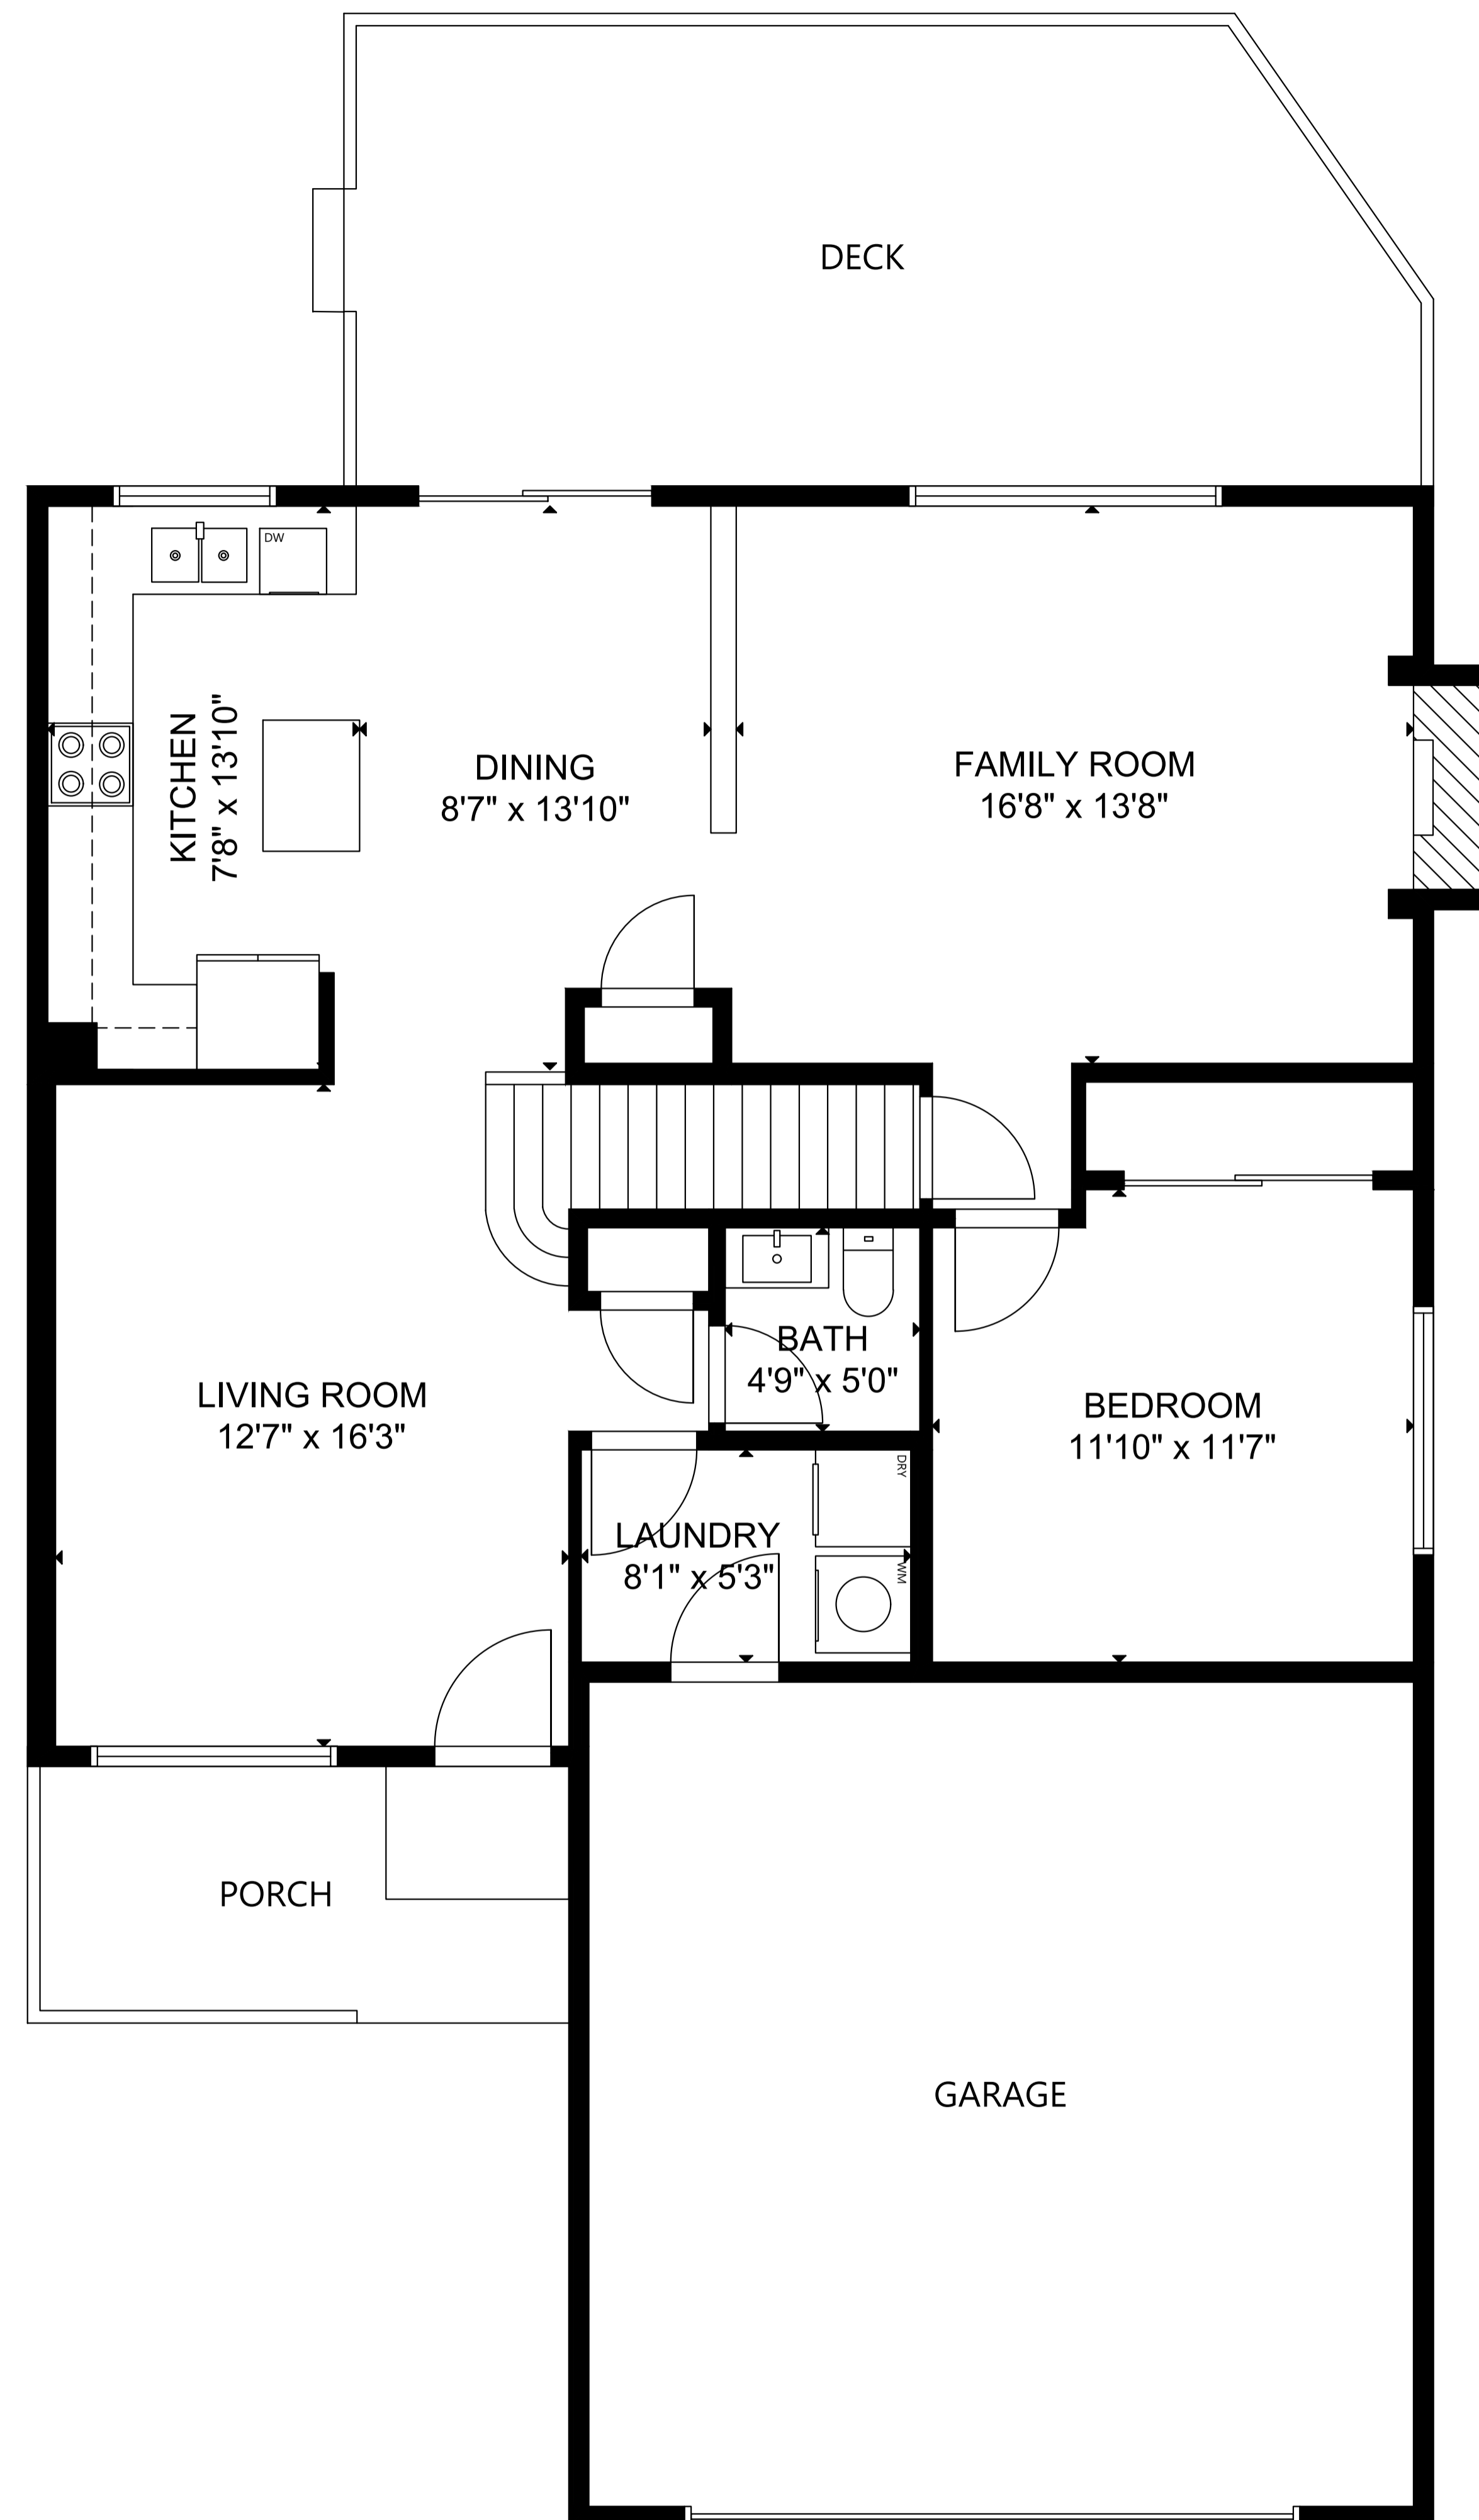 DECK
DW
KITCHEN
7'8" x 13'10"
DINING
8'7" x 13'10"
FAMILY ROOM
16'8" x 13'8"
BATH
4'9" x 5'0"
LIVING ROOM
12'7" x 16'3"
BEDROOM
11'10" x 11'7"
DRY
LAUNDRY
8'1" x 5'3"
WM
PORCH
GARAGE